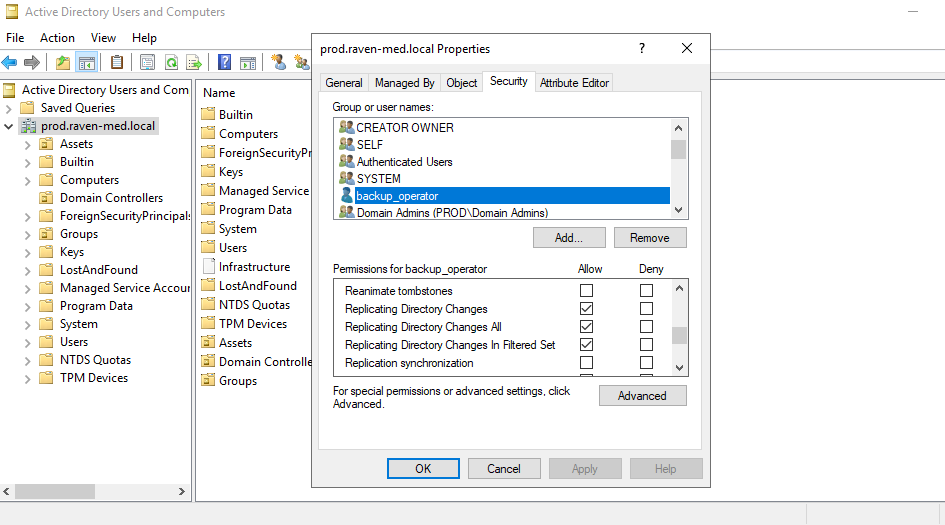 Active Directory Users and Computers
File Action View Help
Active Directory Users and Com
Saved Queries
prod.raven-med.local
Assets
Builtin
Computers
Domain Controllers
ForeignSecurityPrincipals
Groups
Keys
LostAndFound
Managed Service Accour
Program Data
System
Users
NTDS Quotas
TPM Devices
Name
Builtin
Computers
ForeignSecurityPr
Keys
Managed Service
Program Data
System
Users
Infrastructure
LostAndFound
NTDS Quotas
TPM Devices
Assets
Domain Controlle
Groups
prod.raven-med.local Properties
General Managed By Object Security Attribute Editor
Group or user names:
CREATOR OWNER
SELF
Authenticated Users
SYSTEM
backup_operator
Domain Admins (PROD\Domain Admins)
Add... Remove
Permissions for backup_operator Allow Deny
Reanimate tombstones
Replicating Directory Changes
Replicating Directory Changes All
Replicating Directory Changes In Filtered Set
Replication synchronization
For special permissions or advanced settings, click
Advanced.
Advanced
OK Cancel Apply Help